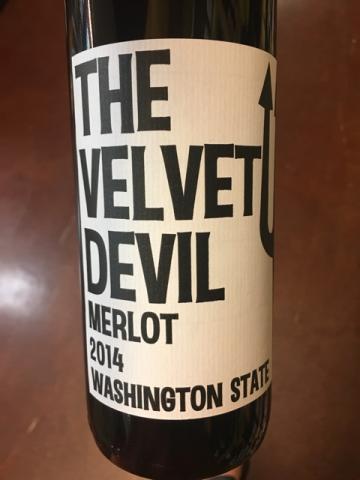 THE
VELVET
DEVIL
MERLOT
2014
WASHINGTON STATE